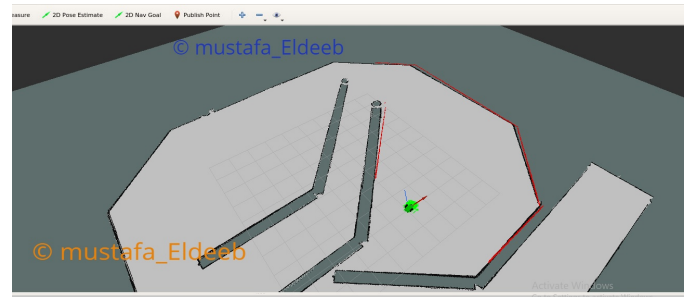 easure 2D Pose Estimate 2D Nav Goal Publish Point
© mustafa_Eldeeb
© mustafa_Eldeeb
Activate Windows